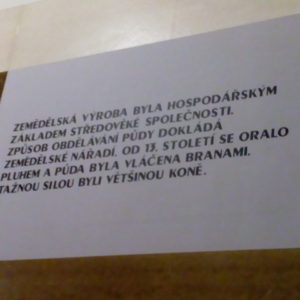 ZEMĚDĚLSKÁ VÝROBA BYLA HOSPODÁŘSKÝM
ZÁKLADEM STŘEDOVĚKÉ SPOLEČNOSTI.
ZPŮSOB OBDĚLÁVÁNÍ PŮDY DOKLÁDÁ
ZEMĚDĚLSKÉ NÁŘADÍ. OD 13. STOLETÍ SE ORALO
PLUHEM A PŮDA BYLA VLÁČENA BRANAMI.
TAŽNOU SILOU BYLI VĚTŠINOU KONĚ.